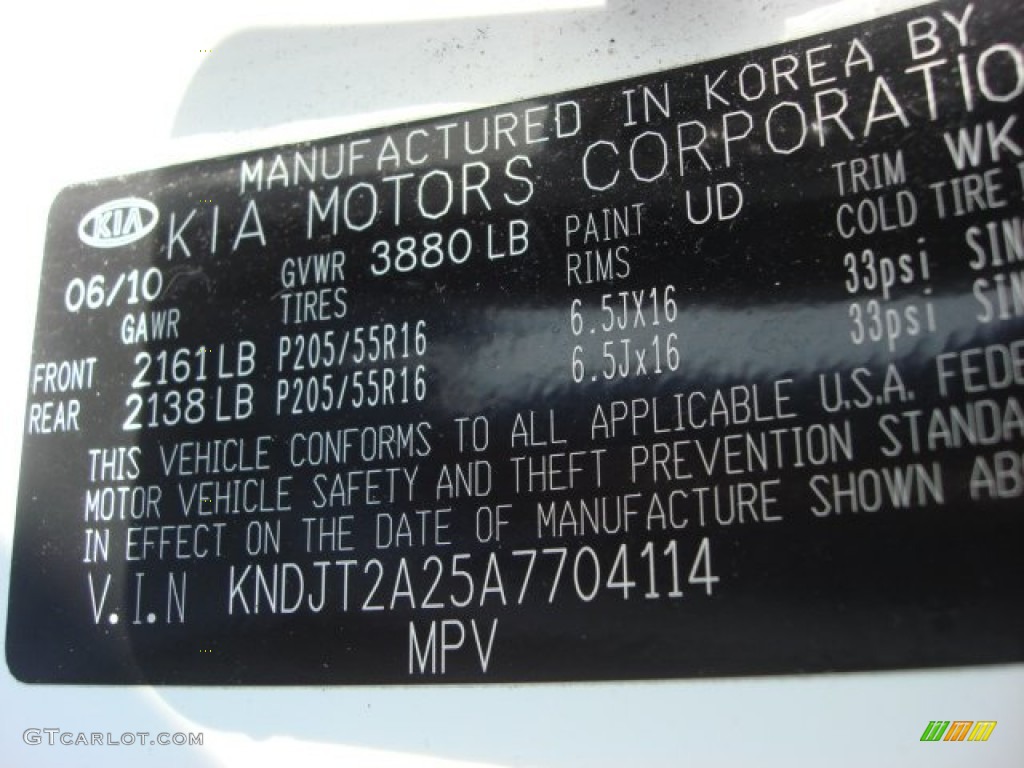 MANUFACTURED IN KOREA BY
KIA KIA MOTORS CORPORATIO
06/10 GVWR 3880 LB PAINT UD TRIM WK
GAWR TIRES RIMS COLD TIRE
FRONT 2161 LB P205/55R16 6.5JX16 33psi SIN
REAR 2138 LB P205/55R16 6.5Jx16 33psi SIN
THIS VEHICLE CONFORMS TO ALL APPLICABLE U.S.A. FEDE
MOTOR VEHICLE SAFETY AND THEFT PREVENTION STANDA
IN EFFECT ON THE DATE OF MANUFACTURE SHOWN ABO
V.I.N KNDJT2A25A7704114
MPV
GTCARLOT.COM